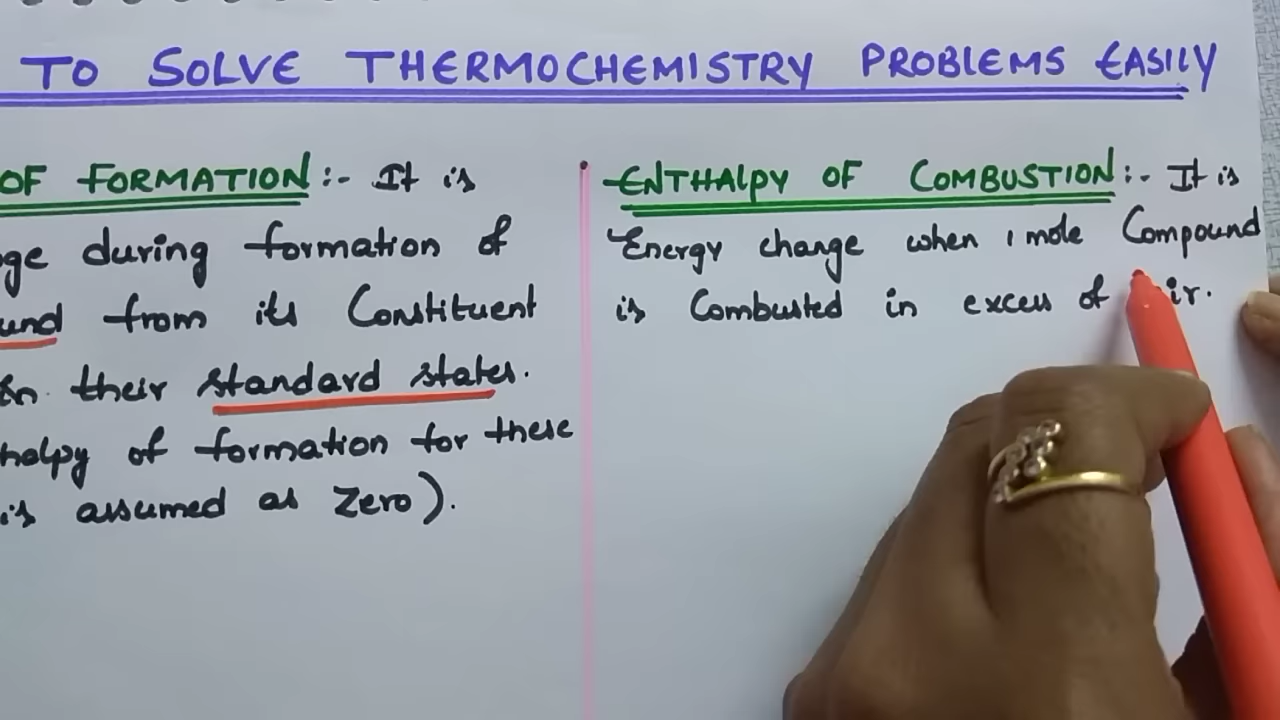 TO SOLVE THERMOCHEMISTRY PROBLEMS EASILY
OF FORMATION :- It is
ge during formation of
und from its Constituent
in their standard states.
halpy of formation for these
is assumed as Zero).
ENTHALPY OF COMBUSTION :- It is
Energy change when 1 mole Compound
is Combusted in excess of air.